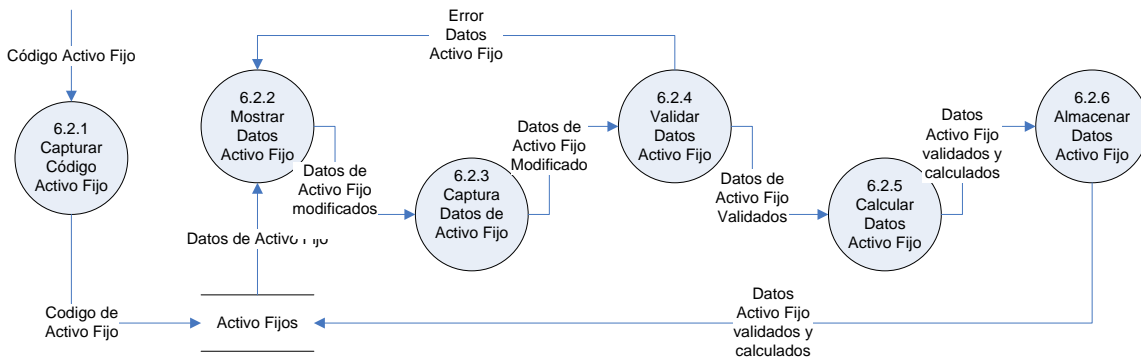 Código Activo Fijo
6.2.1
Capturar
Código
Activo Fijo
Codigo de
Activo Fijo
Error
Datos
Activo Fijo
6.2.2
Mostrar
Datos
Activo Fijo
Datos de
Activo Fijo
modificados
Datos de Activo
Activo Fijos
6.2.3
Captura
Datos de
Activo Fijo
Datos de
Activo Fijo
Modificado
6.2.4
Validar
Datos
Activo Fijo
Datos de
Activo Fijo
Validados
6.2.5
Calcular
Datos
Activo Fijo
Datos
Activo Fijo
validados y
calculados
6.2.6
Almacenar
Datos
Activo Fijo
Datos
Activo Fijo
validados y
calculados